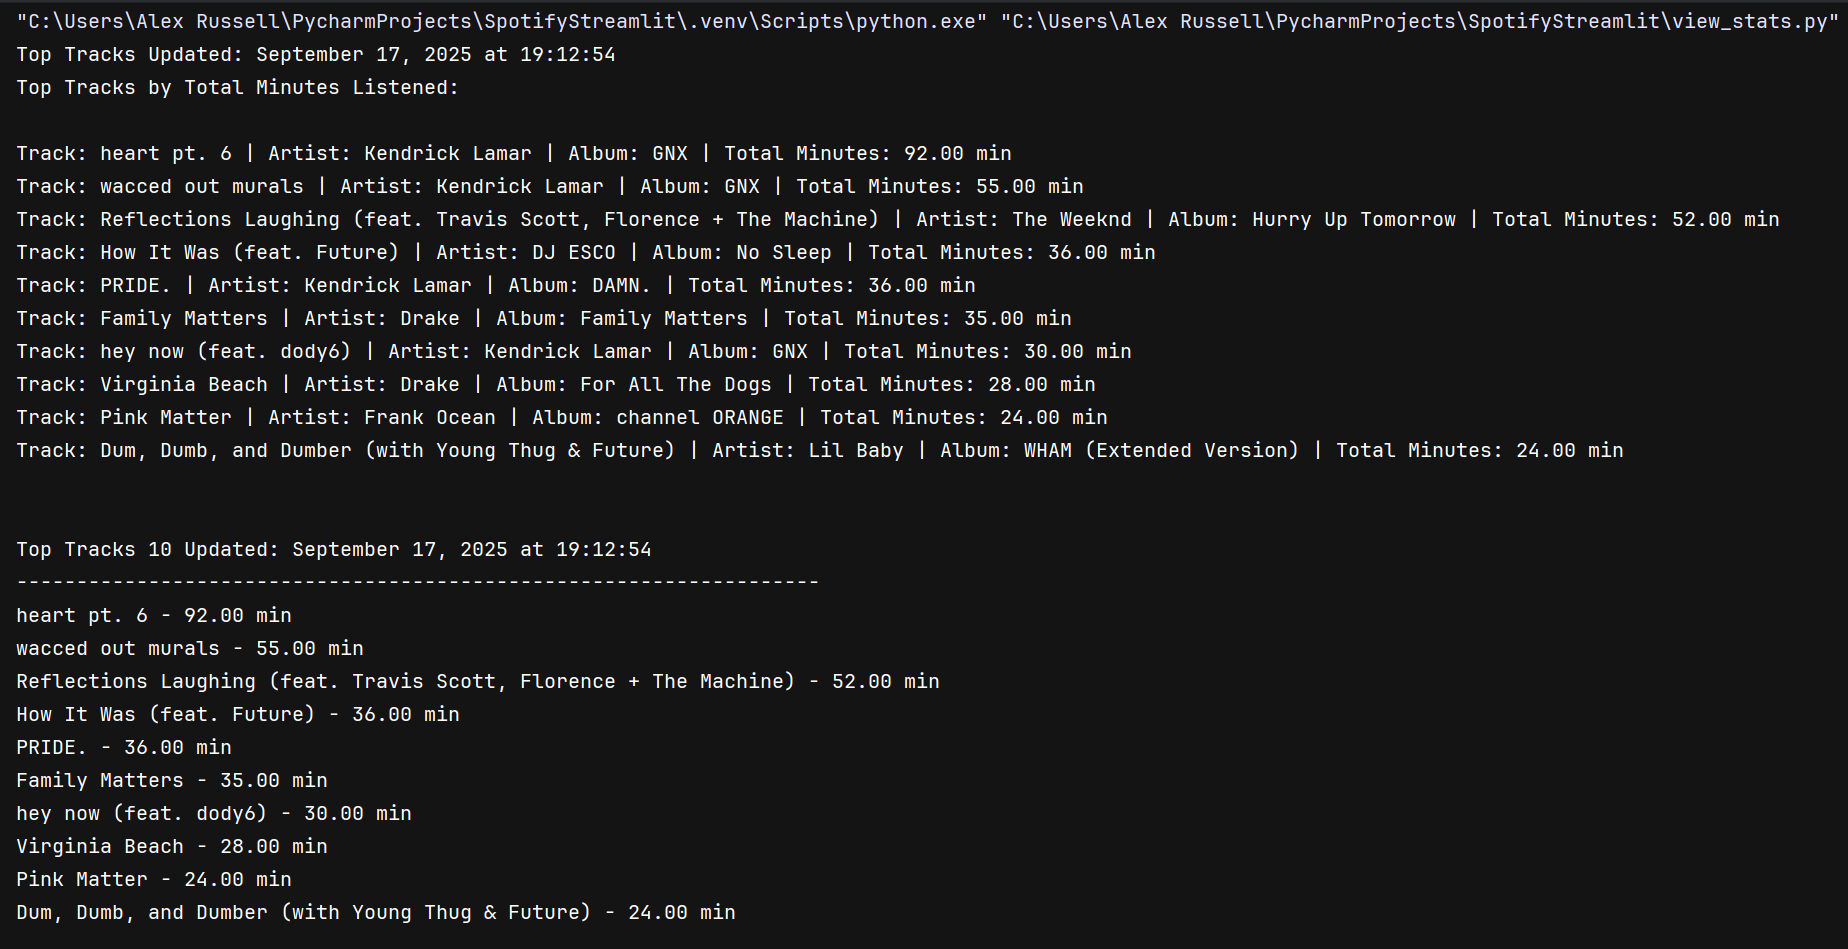 "C:\Users\Alex Russell\PycharmProjects\SpotifyStreamlit\.venv\Scripts\python.exe" "C:\Users\Alex Russell\PycharmProjects\SpotifyStreamlit\view_stats.py"
Top Tracks Updated: September 17, 2025 at 19:12:54
Top Tracks by Total Minutes Listened:
Track: heart pt. 6 | Artist: Kendrick Lamar | Album: GNX | Total Minutes: 92.00 min
Track: wacced out murals | Artist: Kendrick Lamar | Album: GNX | Total Minutes: 55.00 min
Track: Reflections Laughing (feat. Travis Scott, Florence + The Machine) | Artist: The Weeknd | Album: Hurry Up Tomorrow | Total Minutes: 52.00 min
Track: How It Was (feat. Future) | Artist: DJ ESCO | Album: No Sleep | Total Minutes: 36.00 min
Track: PRIDE. | Artist: Kendrick Lamar | Album: DAMN. | Total Minutes: 36.00 min
Track: Family Matters | Artist: Drake | Album: Family Matters | Total Minutes: 35.00 min
Track: hey now (feat. dody6) | Artist: Kendrick Lamar | Album: GNX | Total Minutes: 30.00 min
Track: Virginia Beach | Artist: Drake | Album: For All The Dogs | Total Minutes: 28.00 min
Track: Pink Matter | Artist: Frank Ocean | Album: channel ORANGE | Total Minutes: 24.00 min
Track: Dum, Dumb, and Dumber (with Young Thug & Future) | Artist: Lil Baby | Album: WHAM (Extended Version) | Total Minutes: 24.00 min
Top Tracks 10 Updated: September 17, 2025 at 19:12:54
-------------------------------------------------------------------
heart pt. 6 - 92.00 min
wacced out murals - 55.00 min
Reflections Laughing (feat. Travis Scott, Florence + The Machine) - 52.00 min
How It Was (feat. Future) - 36.00 min
PRIDE. - 36.00 min
Family Matters - 35.00 min
hey now (feat. dody6) - 30.00 min
Virginia Beach - 28.00 min
Pink Matter - 24.00 min
Dum, Dumb, and Dumber (with Young Thug & Future) - 24.00 min